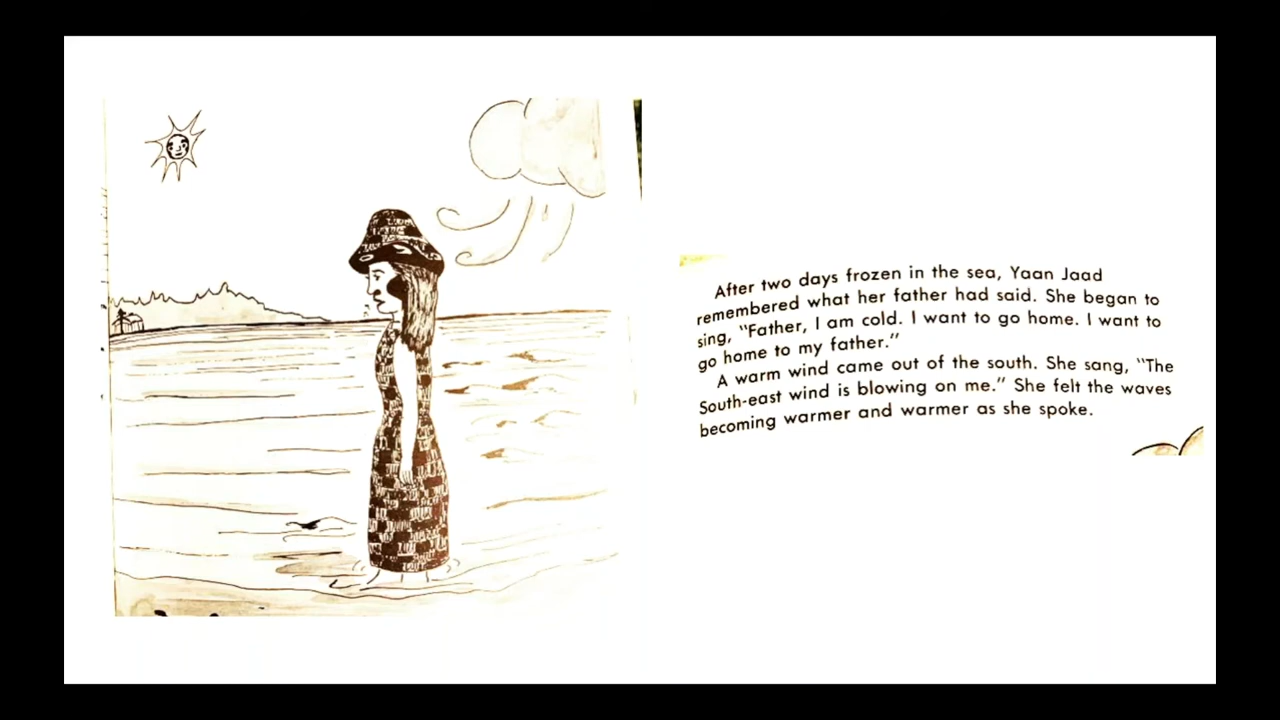 After two days frozen in the sea, Yaan Jaad
remembered what her father had said. She began to
sing, "Father, I am cold. I want to go home. I want to
go home to my father."
A warm wind came out of the south. She sang, "The
South-east wind is blowing on me." She felt the waves
becoming warmer and warmer as she spoke.